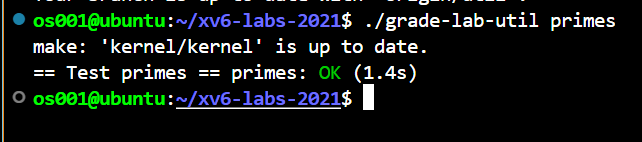 os001@ubuntu:~/xv6-labs-2021$ ./grade-lab-util primes
make: 'kernel/kernel' is up to date.
== Test primes == primes: OK (1.4s)
os001@ubuntu:~/xv6-labs-2021$